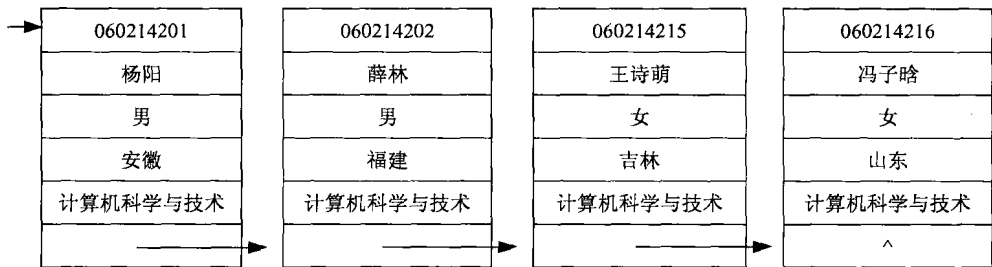 060214201
杨阳
男
安徽
计算机科学与技术
060214202
薛林
男
福建
计算机科学与技术
060214215
王诗萌
女
吉林
计算机科学与技术
060214216
冯子晗
女
山东
计算机科学与技术
^